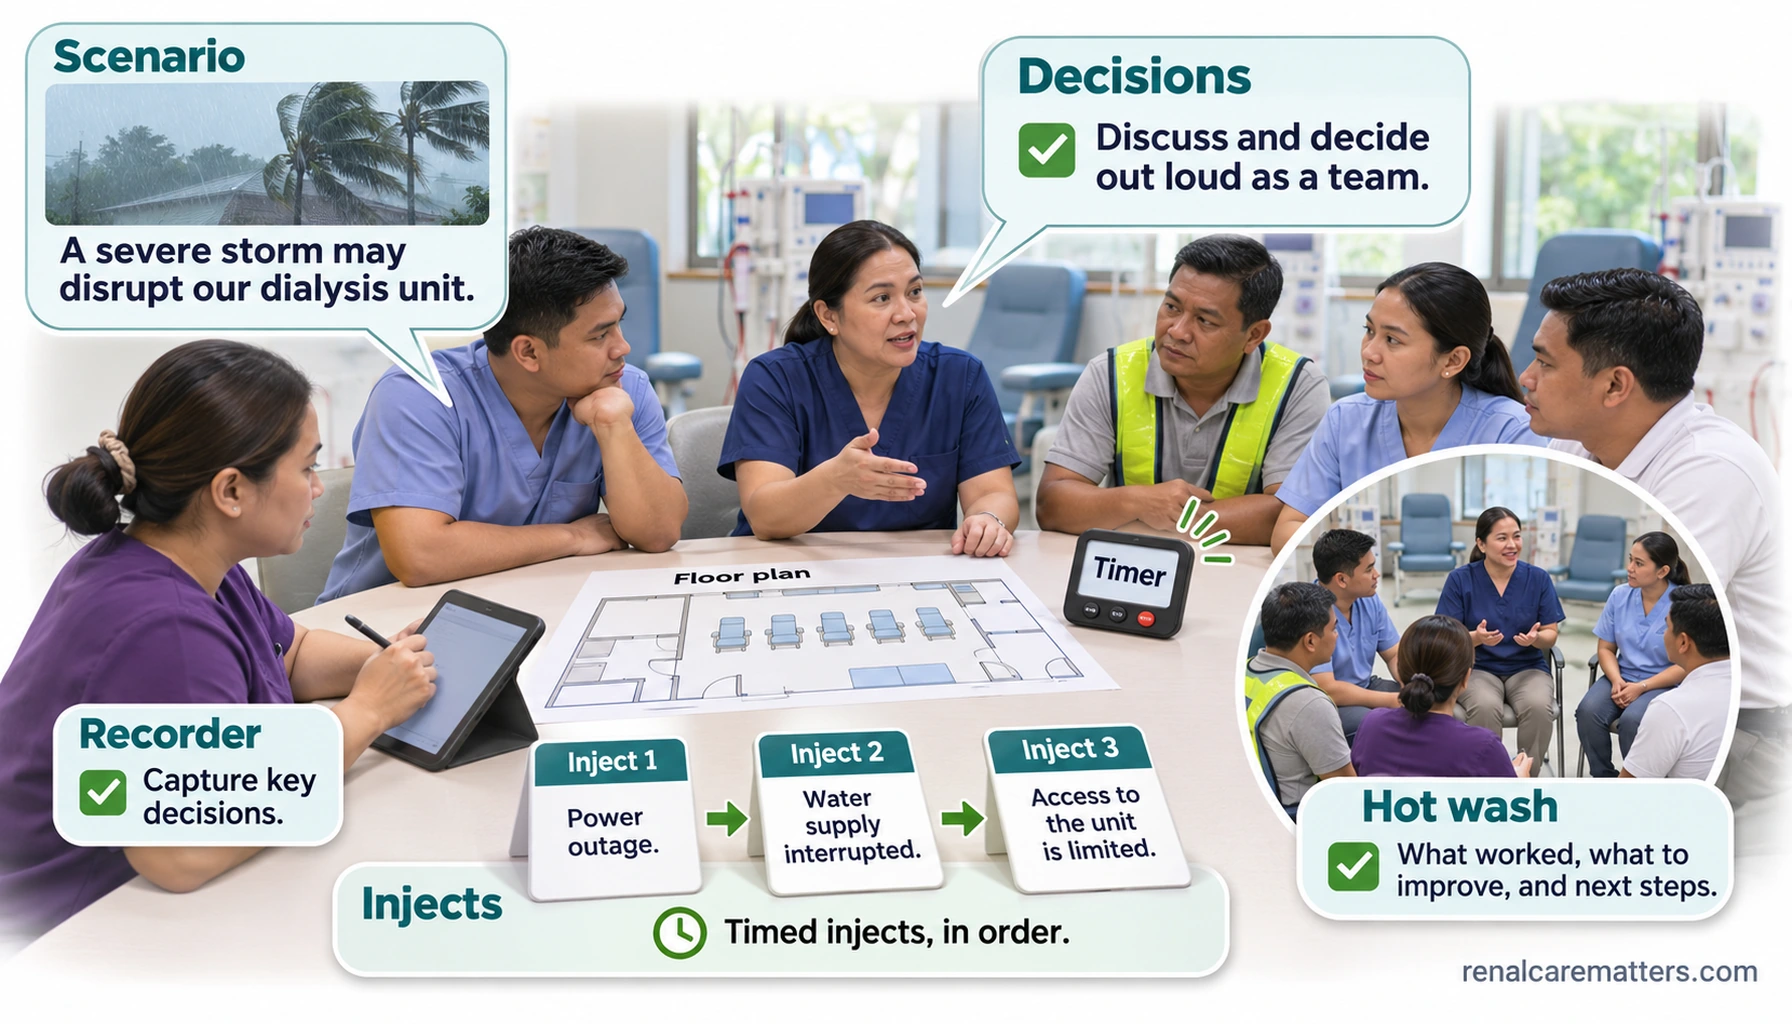 Scenario
A severe storm may
disrupt our dialysis unit.
Decisions
Discuss and decide
out loud as a team.
Floor plan
Timer
Recorder
Capture key
decisions.
Inject 1
Power
outage.
Inject 2
Water
supply
interrupted.
Inject 3
Access to
the unit
is limited.
Injects
Timed injects, in order.
Hot wash
What worked, what to
improve, and next steps.
renalcarematters.com